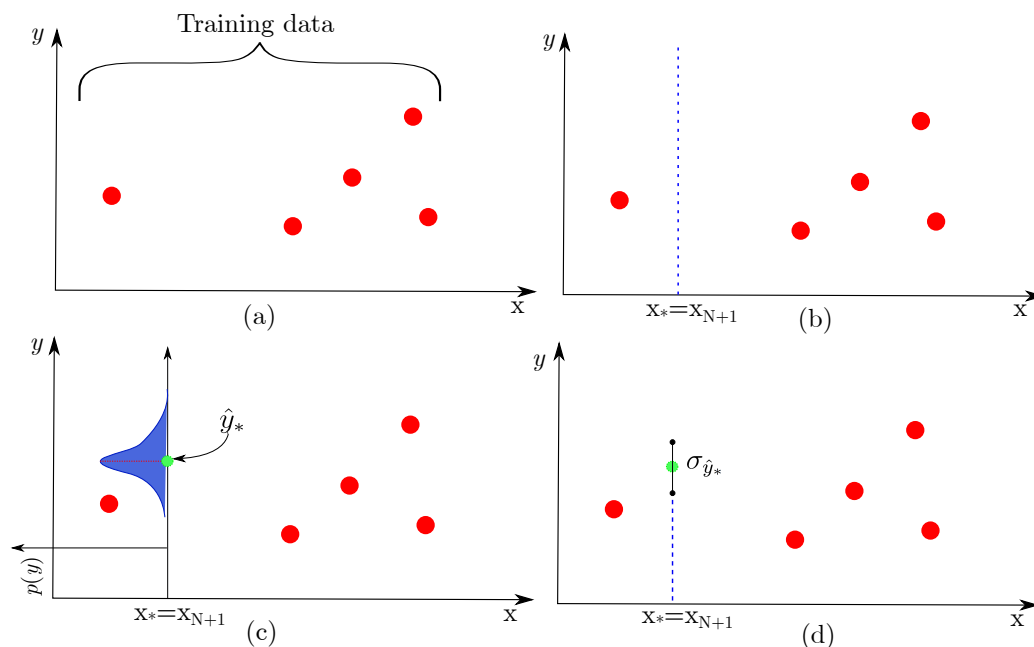 Training data
y
x
(a)
x
x*=xN+1
(b)
y
ŷ*
p(y)
x*=xN+1
x
(c)
y
σŷ*
x*=xN+1
x
(d)
y